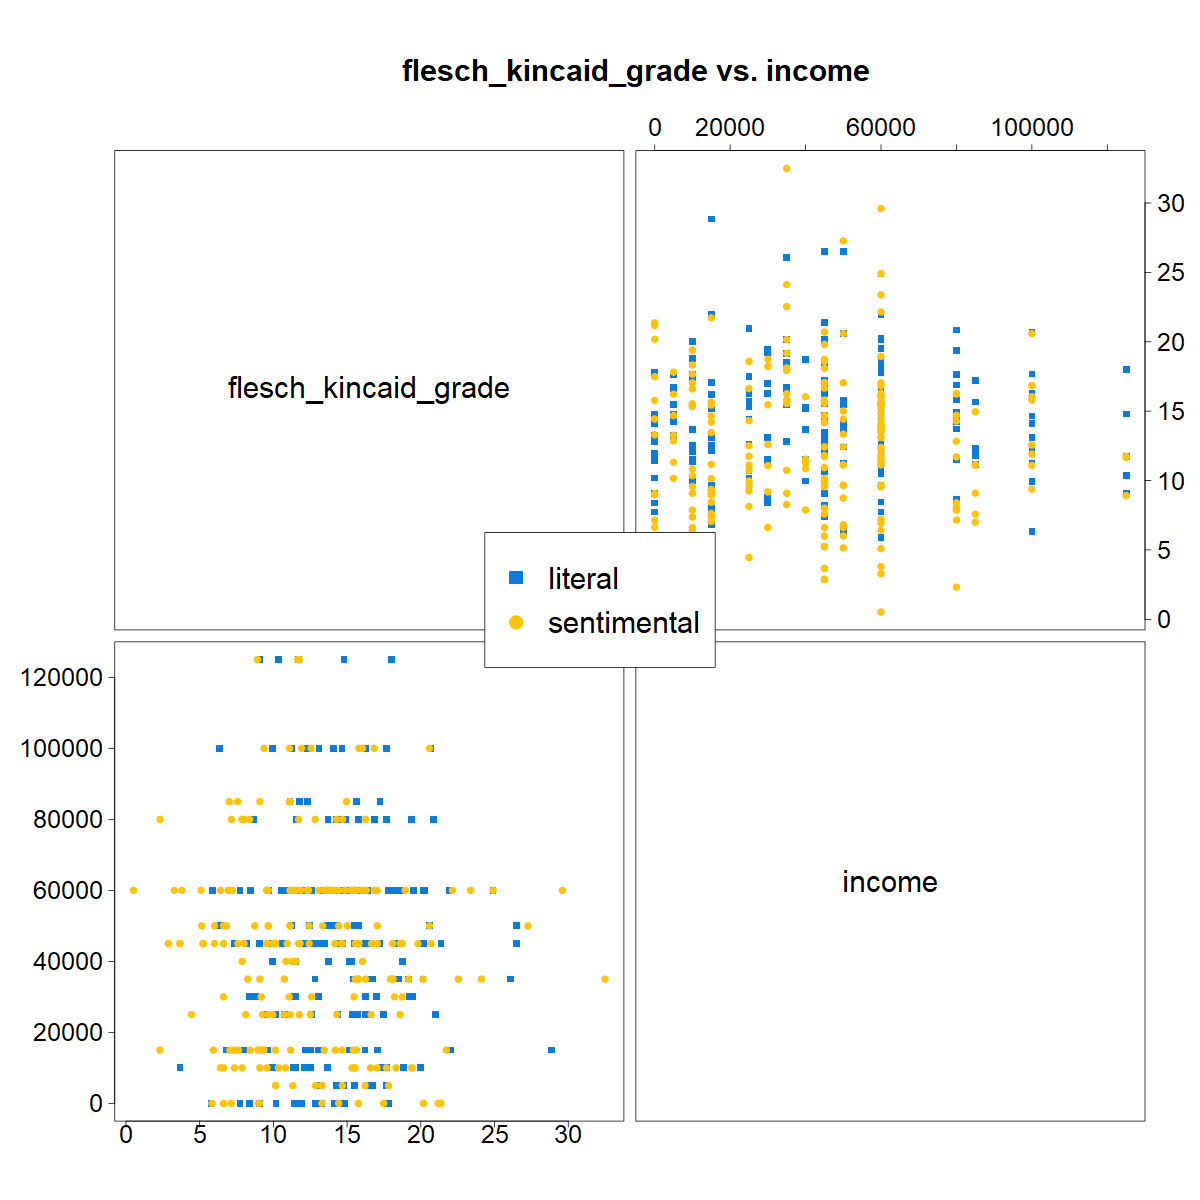 flesch_kincaid_grade vs. income
0 20000 60000 100000
flesch_kincaid_grade
30
25
20
15
10
5
0
literal
sentimental
120000
100000
80000
60000
40000
20000
0
income
0 5 10 15 20 25 30